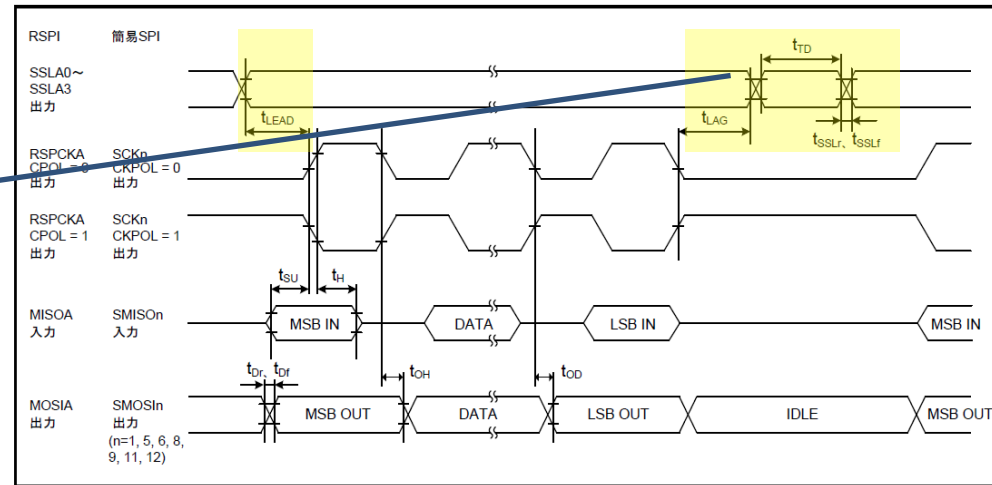 RSPI 簡易SPI
SSLA0～
SSLA3
出力
tTD
tLEAD
tLAG
tSSLr、tSSLf
RSPCKA SCKn
CPOL = 0 CKPOL = 0
出力 出力
RSPCKA SCKn
CPOL = 1 CKPOL = 1
出力 出力
tSU tH
MISOA SMISOn
入力 入力
MSB IN DATA LSB IN MSB IN
tDr、tDf tOH tOD
MOSIA SMOSIn
出力 出力
MSB OUT DATA LSB OUT IDLE MSB OUT
(n=1, 5, 6, 8,
9, 11, 12)